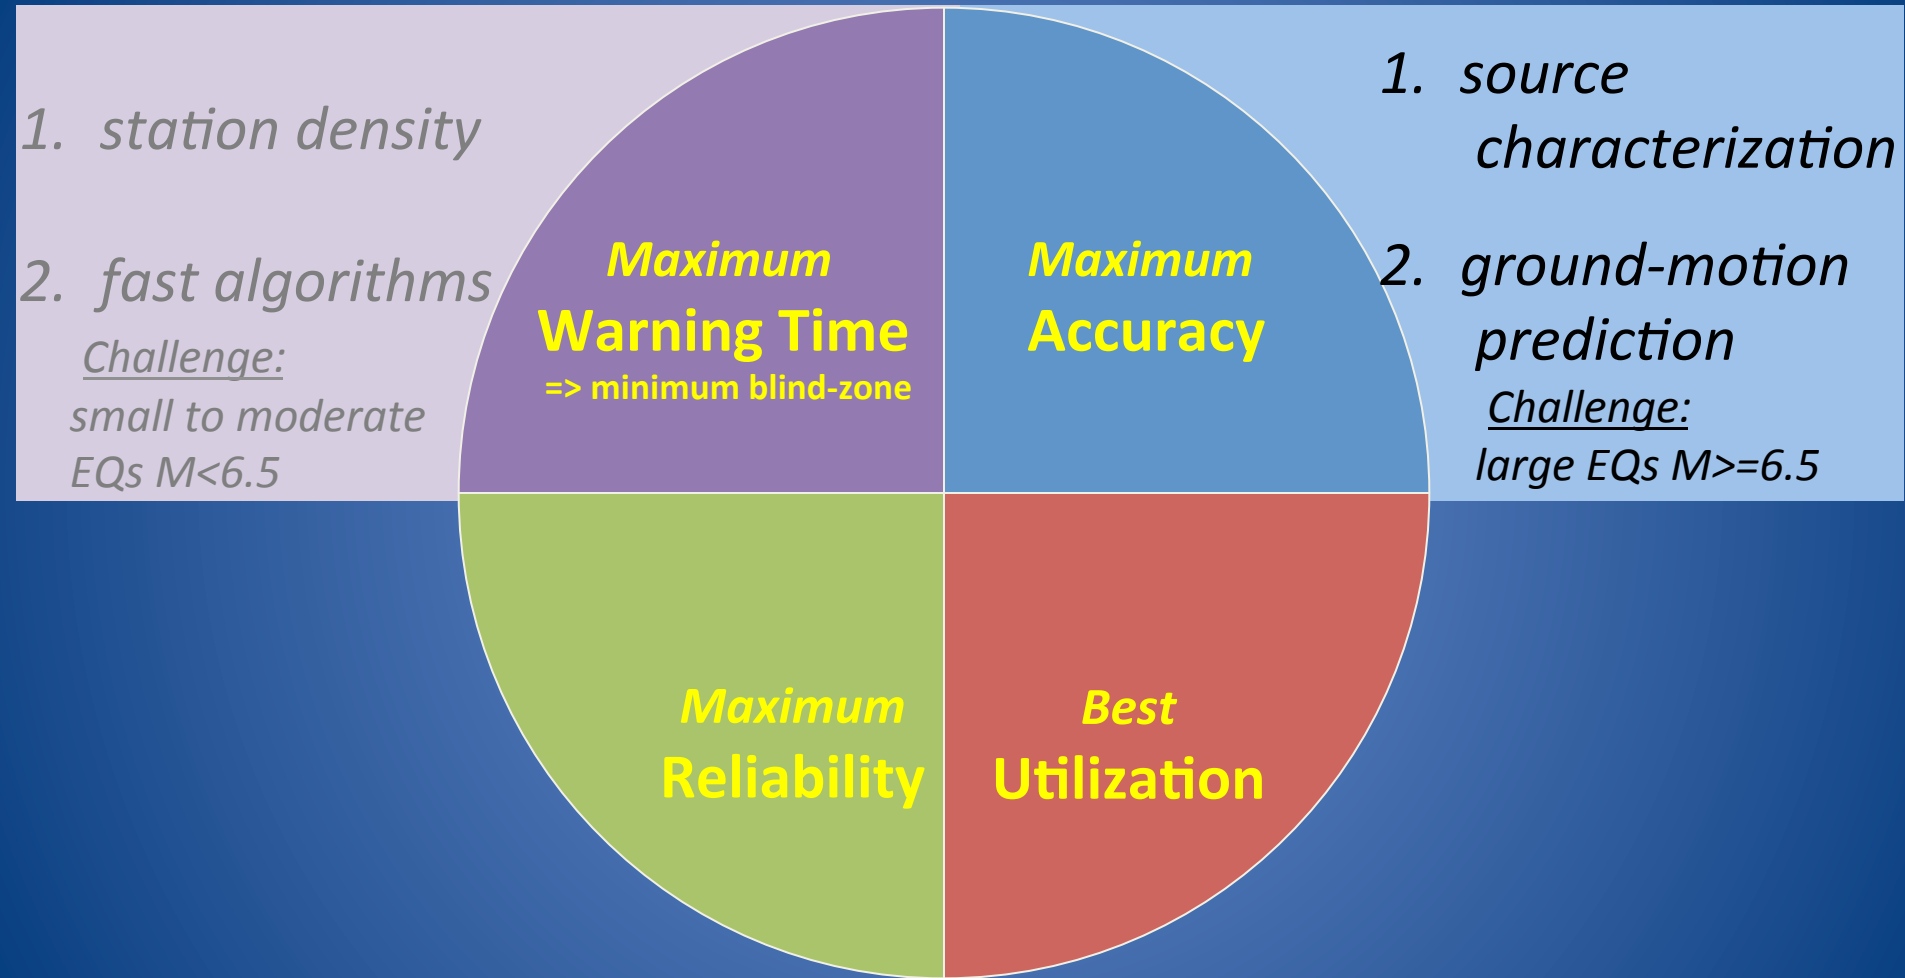 1. station density
2. fast algorithms
Challenge:
small to moderate
EQs M<6.5
Maximum
Warning Time
=> minimum blind-zone
Maximum
Accuracy
1. source
characterization
2. ground-motion
prediction
Challenge:
large EQs M>=6.5
Maximum
Reliability
Best
Utilization